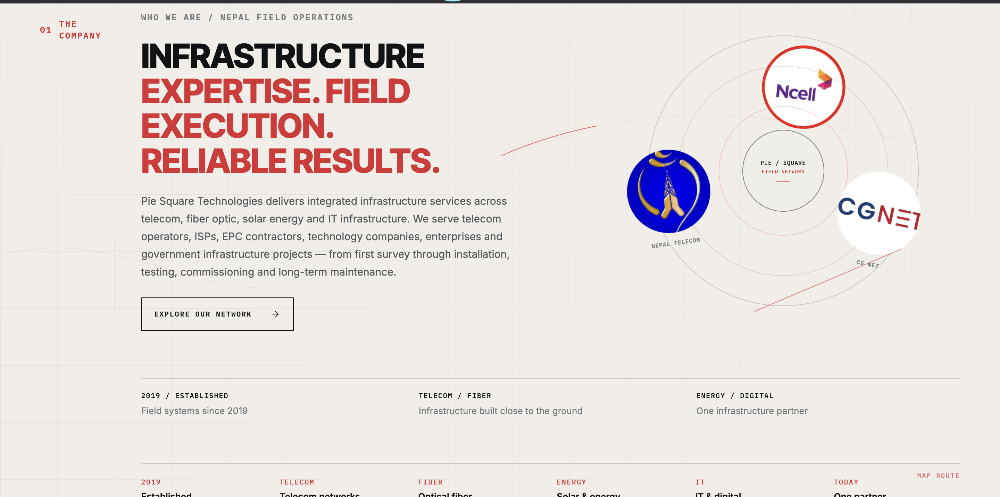 WHO WE ARE / NEPAL FIELD OPERATIONS
01 THE
COMPANY
INFRASTRUCTURE
EXPERTISE. FIELD
EXECUTION.
RELIABLE RESULTS.
Pie Square Technologies delivers integrated infrastructure services across
telecom, fiber optic, solar energy and IT infrastructure. We serve telecom
operators, ISPs, EPC contractors, technology companies, enterprises and
government infrastructure projects — from first survey through installation,
testing, commissioning and long-term maintenance.
EXPLORE OUR NETWORK →
Ncell
PIE / SQUARE
FIELD NETWORK
NEPAL TELECOM
CGNET
CG NET
2019 / ESTABLISHED
Field systems since 2019
TELECOM / FIBER
Infrastructure built close to the ground
ENERGY / DIGITAL
One infrastructure partner
MAP ROUTE
2019
Established
TELECOM
Telecom networks
FIBER
Optical fiber
ENERGY
Solar & energy
IT
IT & digital
TODAY
One partner